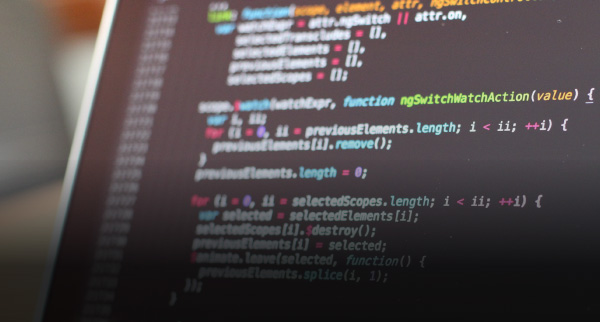 link: function(scope, element, attr, ngSwitchController
var watchExpr = attr.ngSwitch || attr.on,
selectedTranscludes = [],
selectedElements = [],
previousElements = [],
selectedScopes = [];
scope.$watch(watchExpr, function ngSwitchWatchAction(value) {
var i, ii;
for (i = 0, ii = previousElements.length; i < ii; ++i) {
previousElements[i].remove();
}
previousElements.length = 0;
for (i = 0, ii = selectedScopes.length; i < ii; ++i) {
var selected = selectedElements[i];
selectedScopes[i].$destroy();
previousElements[i] = selected;
$animate.leave(selected, function() {
previousElements.splice(i, 1);
});
}